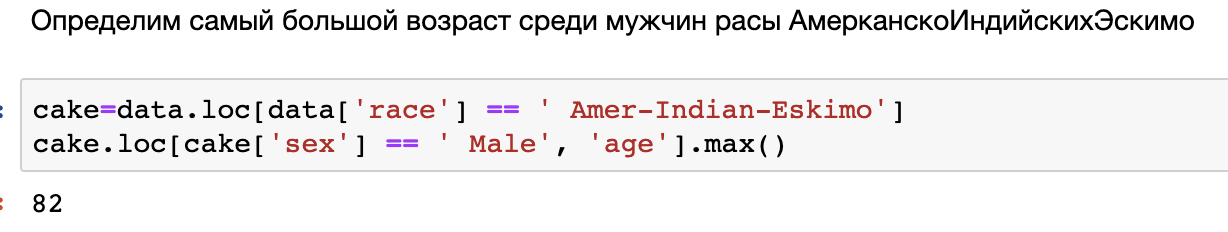 Определим самый большой возраст среди мужчин расы АмерканскоИндийскихЭскимо
cake=data.loc[data['race'] == ' Amer-Indian-Eskimo']
cake.loc[cake['sex'] == ' Male', 'age'].max()
82